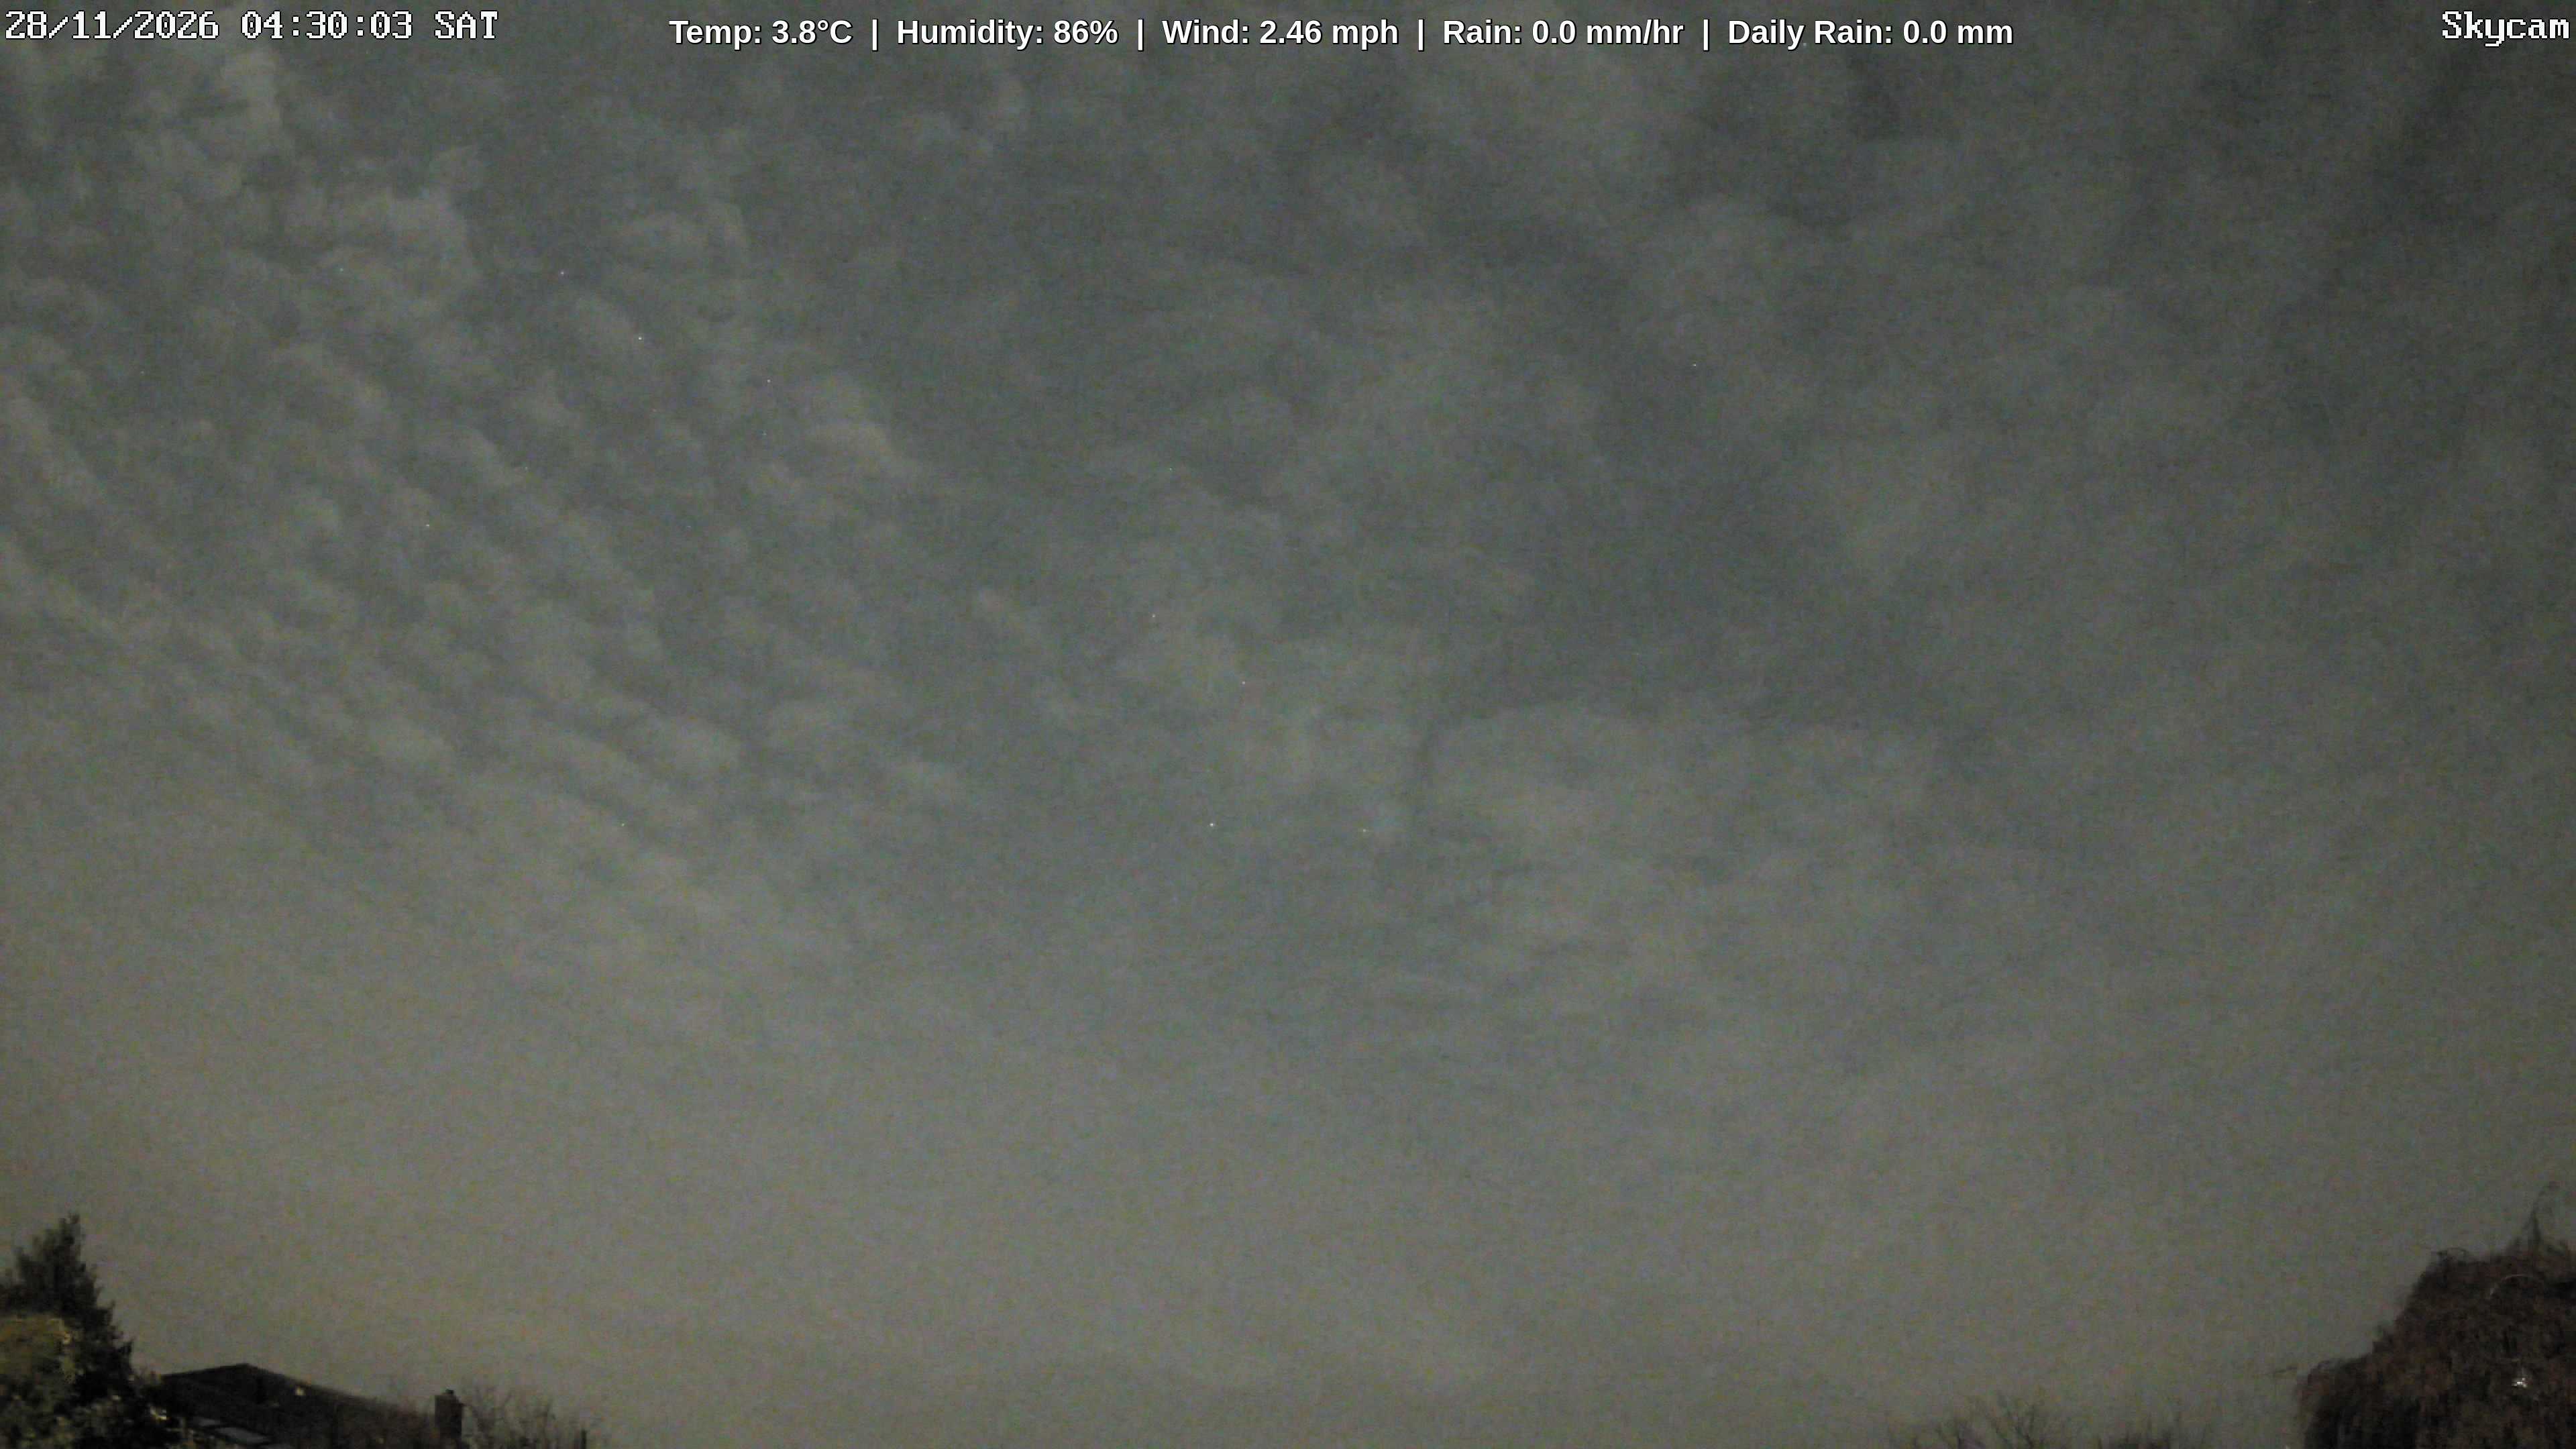 28/11/2026 04:30:03 SAT
Temp: 3.8°C | Humidity: 86% | Wind: 2.46 mph | Rain: 0.0 mm/hr | Daily Rain: 0.0 mm
Skycam